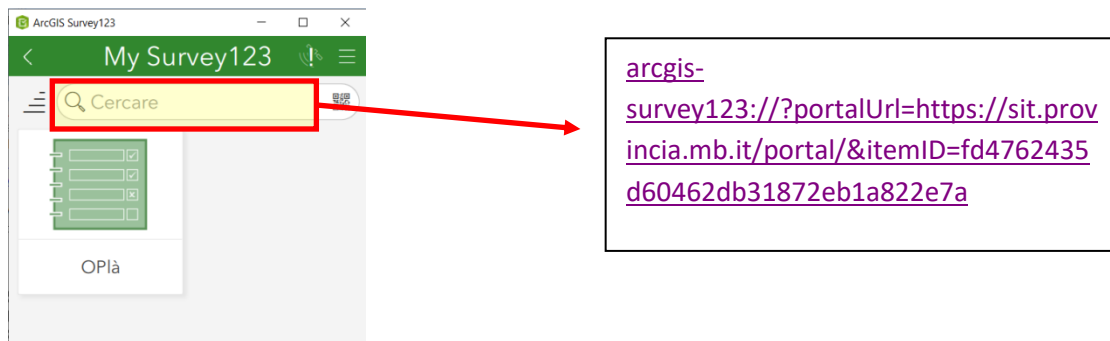 ArcGIS Survey123
My Survey123
Cercare
OPlà
arcgis-
survey123://?portalUrl=https://sit.prov
incia.mb.it/portal/&itemID=fd4762435
d60462db31872eb1a822e7a